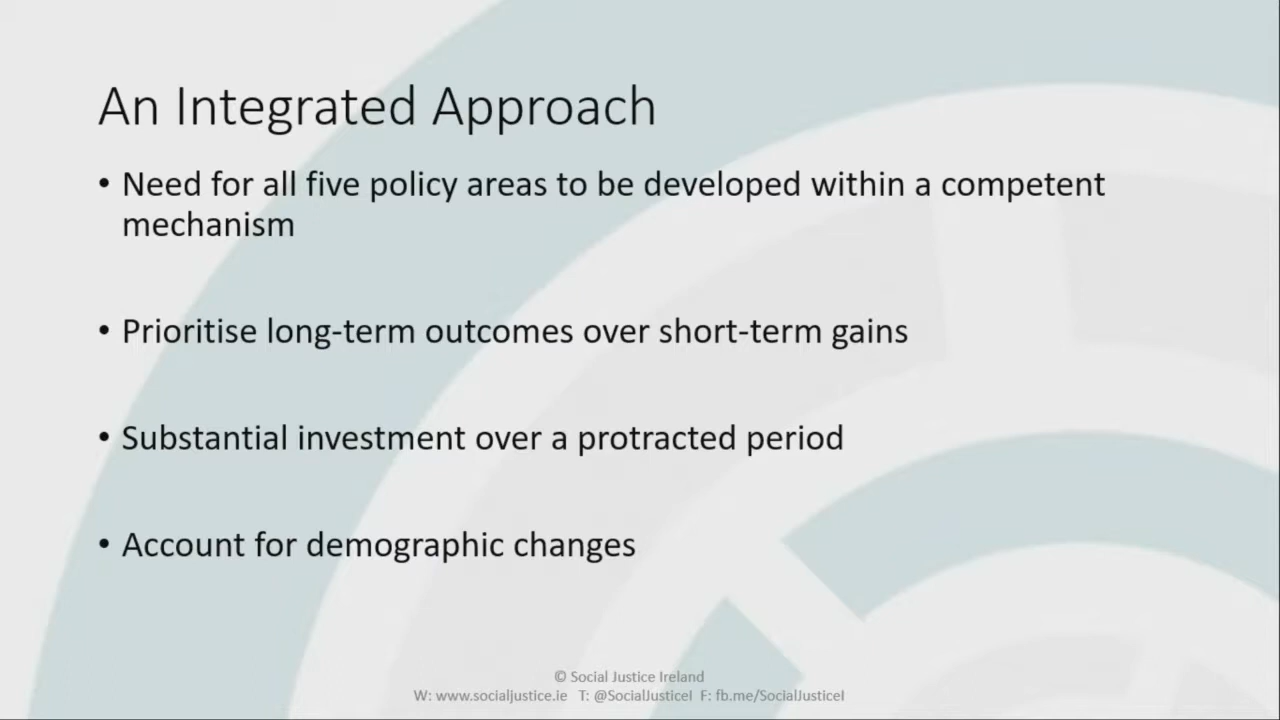 An Integrated Approach
• Need for all five policy areas to be developed within a competent
mechanism
• Prioritise long-term outcomes over short-term gains
• Substantial investment over a protracted period
• Account for demographic changes
© Social Justice Ireland
W: www.socialjustice.ie T: @SocialJusticeI F: fb.me/SocialJusticeI